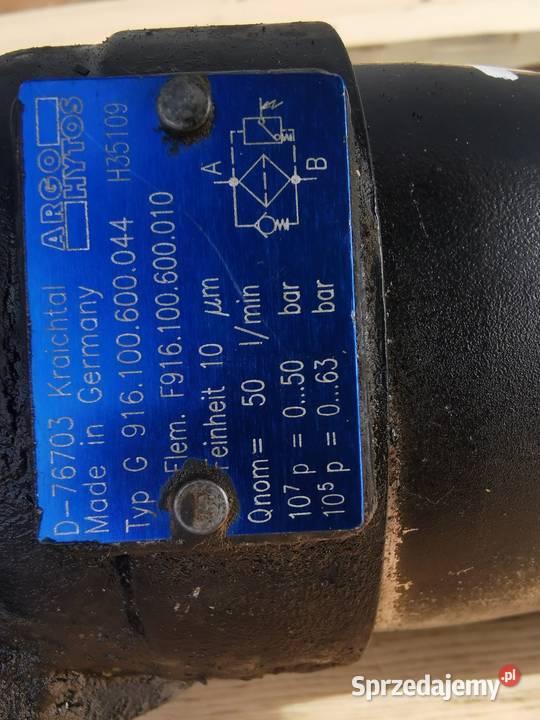 D-76703 Kraichtal
Made in Germany
ARGO
HYTOS
Typ G 916.100.600.044 H35109
Elem. F916.100.600.010
Feinheit 10 μm
Qnom= 50 l/min
10⁷ p = 0...50 bar
10⁵ p = 0...63 bar
A
B
Sprzedajemy.pl